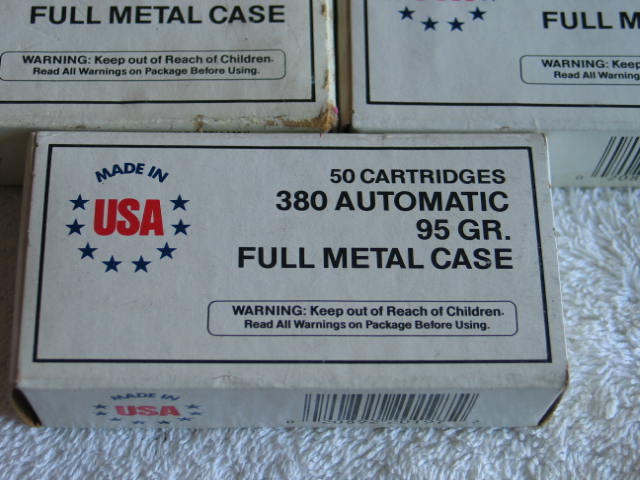 FULL METAL CASE
WARNING: Keep out of Reach of Children.
Read All Warnings on Package Before Using.
FULL M
WARNING: Keep
Read All Warning
MADE IN
USA
50 CARTRIDGES
380 AUTOMATIC
95 GR.
FULL METAL CASE
WARNING: Keep out of Reach of Children.
Read All Warnings on Package Before Using.
MADE IN
USA